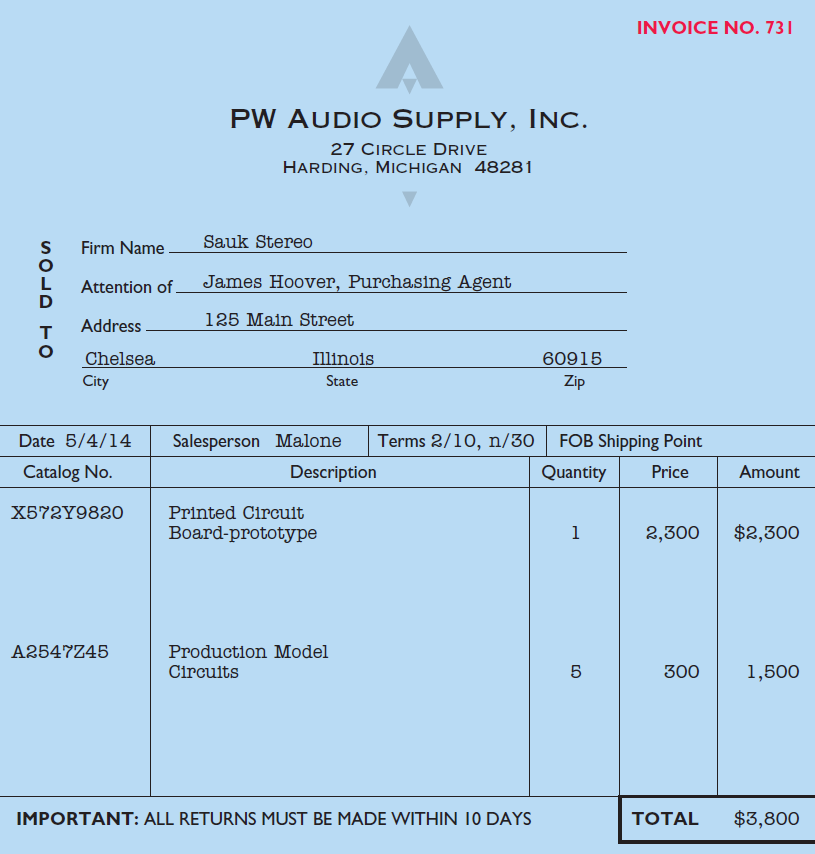 INVOICE NO. 731
PW AUDIO SUPPLY, INC.
27 CIRCLE DRIVE
HARDING, MICHIGAN 48281
SOLD TO
Firm Name Sauk Stereo
Attention of James Hoover, Purchasing Agent
Address 125 Main Street
Chelsea Illinois 60915
City State Zip
Date 5/4/14 Salesperson Malone Terms 2/10, n/30 FOB Shipping Point
Catalog No. Description Quantity Price Amount
X572Y9820 Printed Circuit
Board-prototype 1 2,300 $2,300
A2547Z45 Production Model
Circuits 5 300 1,500
IMPORTANT: ALL RETURNS MUST BE MADE WITHIN 10 DAYS TOTAL $3,800